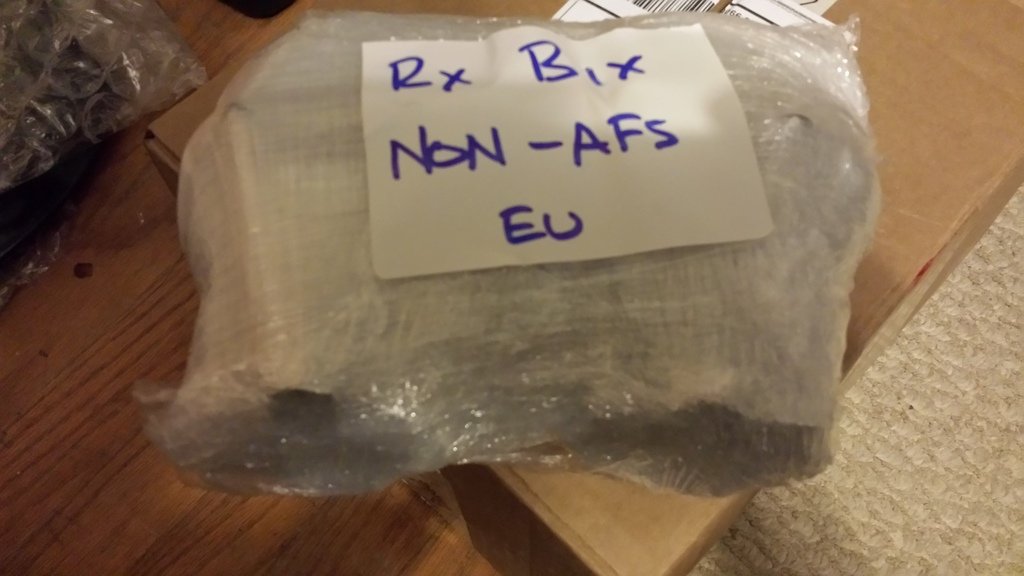 Rx Bix
NON-AFS
EU